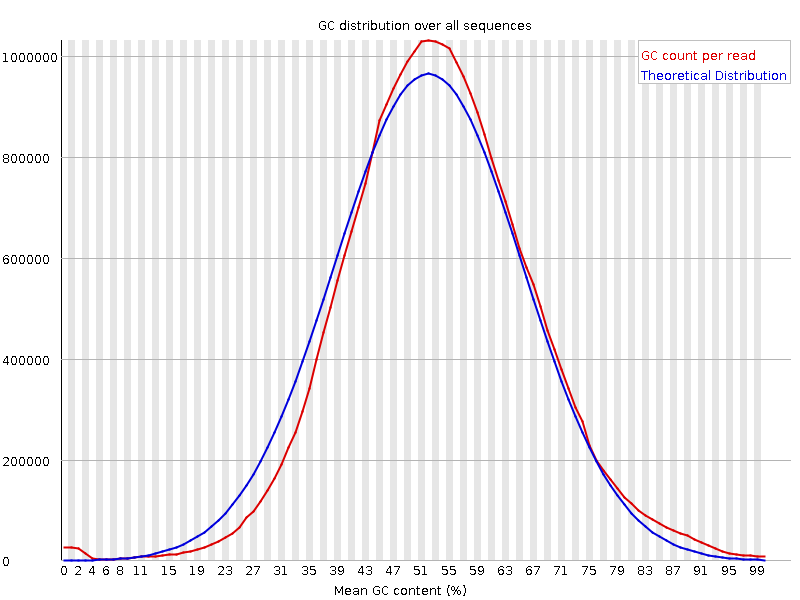 GC distribution over all sequences
GC count per read
Theoretical Distribution
1000000
800000
600000
400000
200000
0
0 2 4 6 8 11 15 19 23 27 31 35 39 43 47 51 55 59 63 67 71 75 79 83 87 91 95 99
Mean GC content (%)